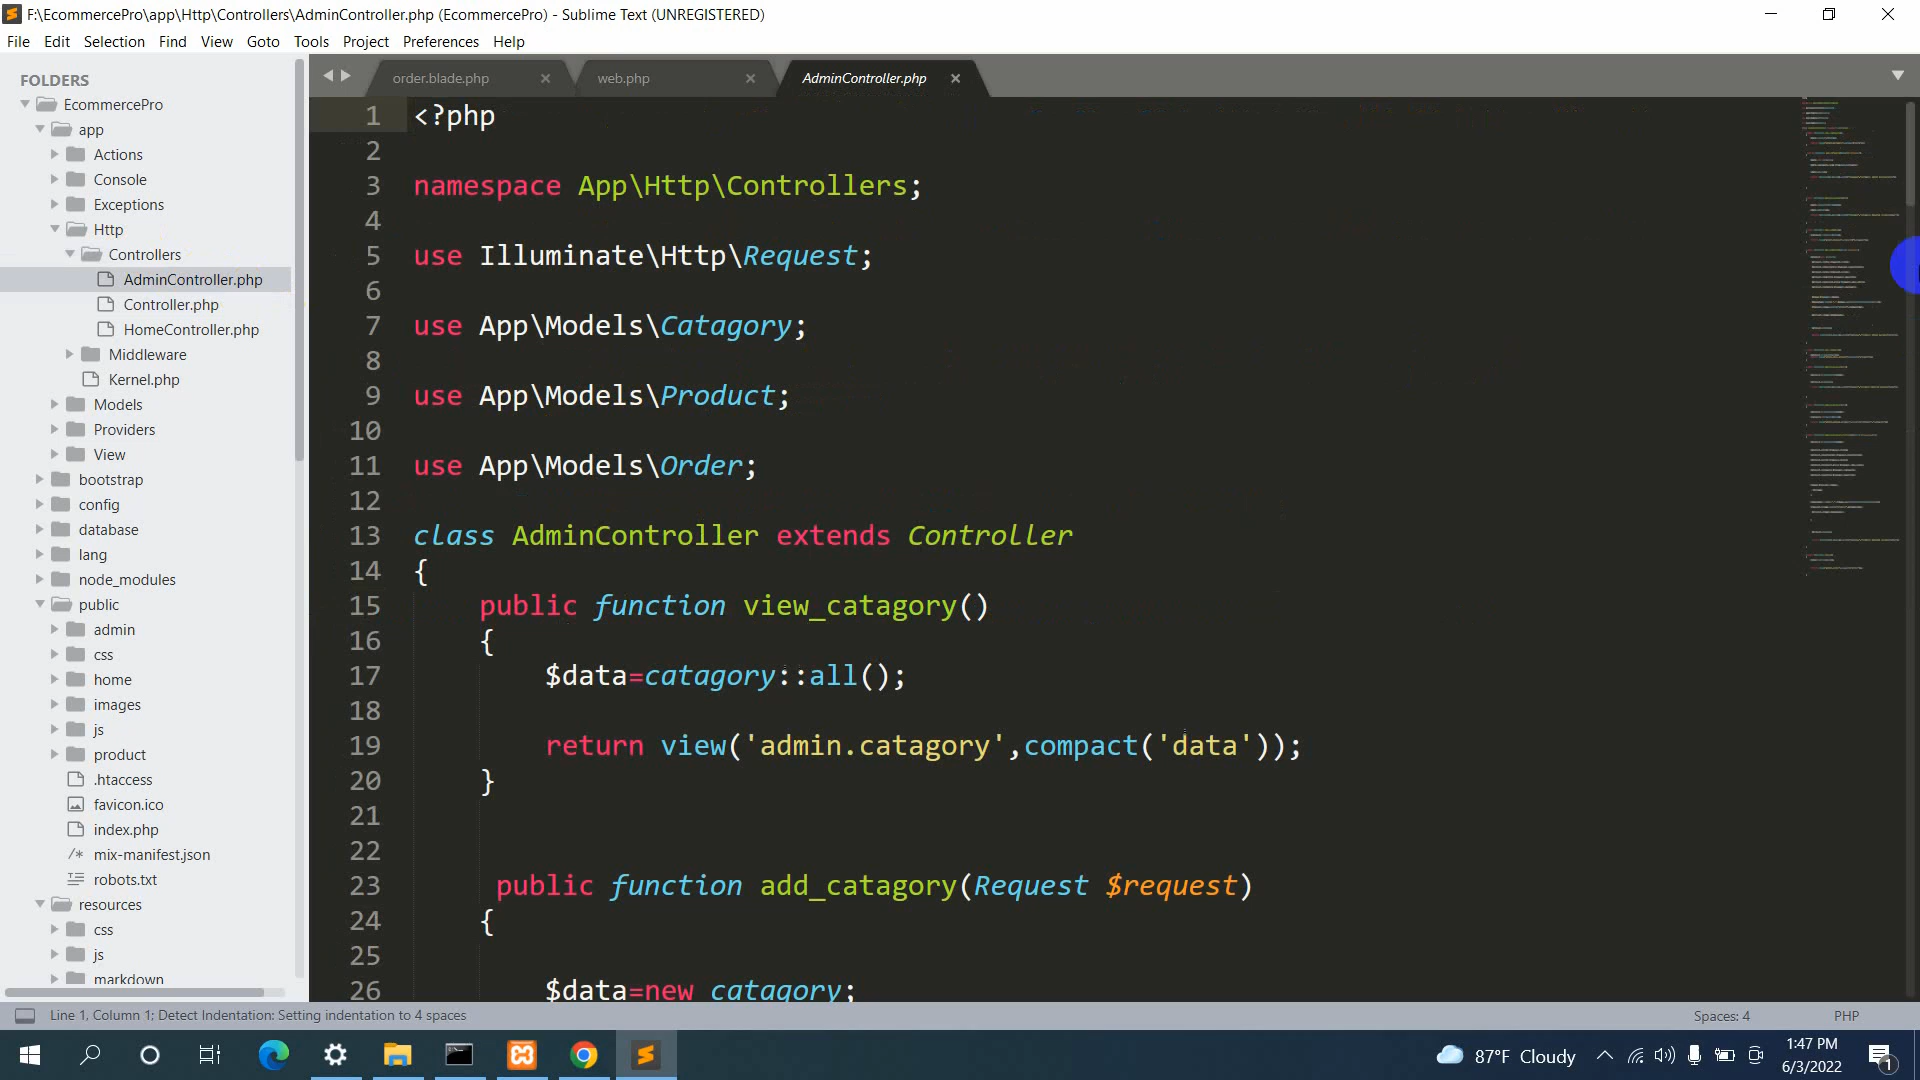 F:\EcommercePro\app\Http\Controllers\AdminController.php (EcommercePro) - Sublime Text (UNREGISTERED)
File Edit Selection Find View Goto Tools Project Preferences Help
FOLDERS
EcommercePro
app
Actions
Console
Exceptions
Http
Controllers
AdminController.php
Controller.php
HomeController.php
Middleware
Kernel.php
Models
Providers
View
bootstrap
config
database
lang
node_modules
public
admin
css
home
images
js
product
.htaccess
favicon.ico
index.php
/* mix-manifest.json
robots.txt
resources
css
js
markdown
order.blade.php web.php AdminController.php
1 <?php
2
3 namespace App\Http\Controllers;
4
5 use Illuminate\Http\Request;
6
7 use App\Models\Catagory;
8
9 use App\Models\Product;
10
11 use App\Models\Order;
12
13 class AdminController extends Controller
14 {
15 public function view_catagory()
16 {
17 $data=catagory::all();
18
19 return view('admin.catagory',compact('data'));
20 }
21
22
23 public function add_catagory(Request $request)
24 {
25
26 $data=new catagory;
Line 1, Column 1; Detect Indentation: Setting indentation to 4 spaces
Spaces: 4 PHP
87°F Cloudy
1:47 PM
6/3/2022
1